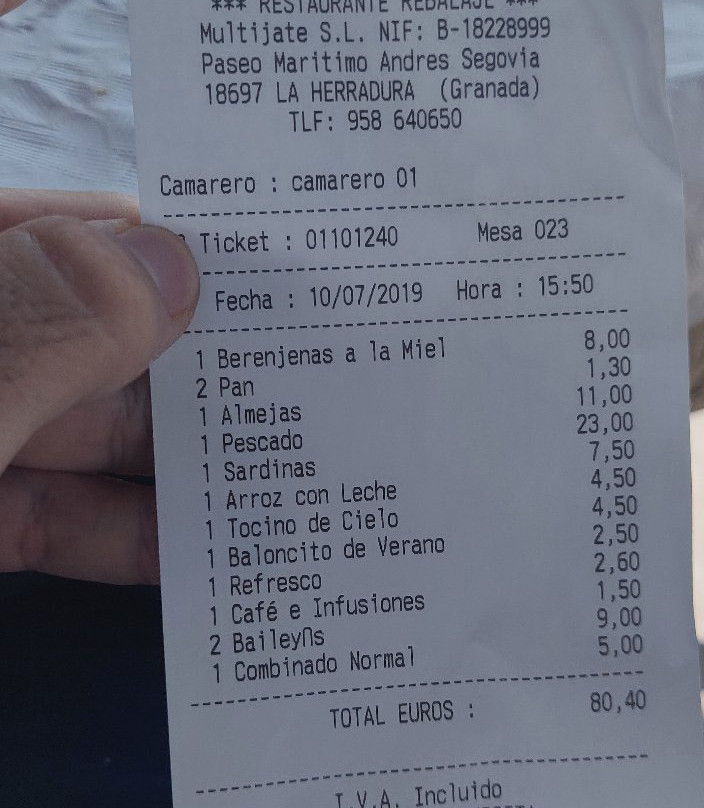 *** RESTAURANTE REBALAJE ***
Multijate S.L. NIF: B-18228999
Paseo Maritimo Andres Segovia
18697 LA HERRADURA (Granada)
TLF: 958 640650
Camarero : camarero 01
Ticket : 01101240 Mesa 023
Fecha : 10/07/2019 Hora : 15:50
1 Berenjenas a la Miel 8,00
2 Pan 1,30
1 Almejas 11,00
1 Pescado 23,00
1 Sardinas 7,50
1 Arroz con Leche 4,50
1 Tocino de Cielo 4,50
1 Baloncito de Verano 2,50
1 Refresco 2,60
1 Café e Infusiones 1,50
2 Baileyñs 9,00
1 Combinado Normal 5,00
TOTAL EUROS : 80,40
I.V.A. Incluido